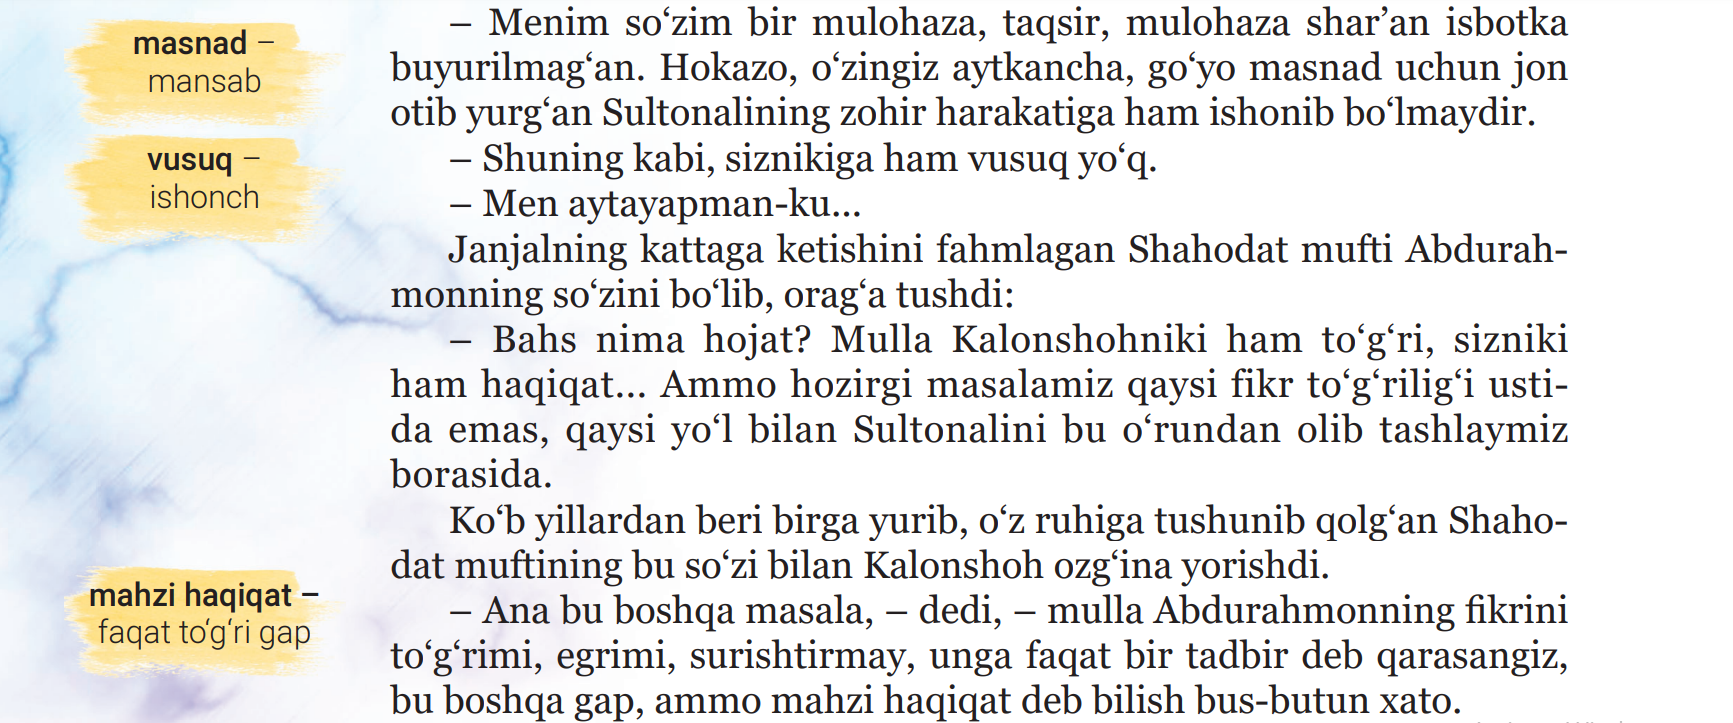 masnad –
mansab
vusuq –
ishonch
mahzi haqiqat –
faqat to‘g‘ri gap
– Menim so‘zim bir mulohaza, taqsir, mulohaza shar’an isbotka
buyurilmag‘an. Hokazo, o‘zingiz aytkancha, go‘yo masnad uchun jon
otib yurg‘an Sultonalining zohir harakatiga ham ishonib bo‘lmaydir.
– Shuning kabi, siznikiga ham vusuq yo‘q.
– Men aytayapman-ku...
Janjalning kattaga ketishini fahmlagan Shahodat mufti Abdurah-
monning so‘zini bo‘lib, orag‘a tushdi:
– Bahs nima hojat? Mulla Kalonshohniki ham to‘g‘ri, sizniki
ham haqiqat... Ammo hozirgi masalamiz qaysi fikr to‘g‘rilig‘i usti-
da emas, qaysi yo‘l bilan Sultonalini bu o‘rundan olib tashlaymiz
borasida.
Ko‘b yillardan beri birga yurib, o‘z ruhiga tushunib qolg‘an Shaho-
dat muftining bu so‘zi bilan Kalonshoh ozg‘ina yorishdi.
– Ana bu boshqa masala, – dedi, – mulla Abdurahmonning fikrini
to‘g‘rimi, egrimi, surishtirmay, unga faqat bir tadbir deb qarasangiz,
bu boshqa gap, ammo mahzi haqiqat deb bilish bus-butun xato.